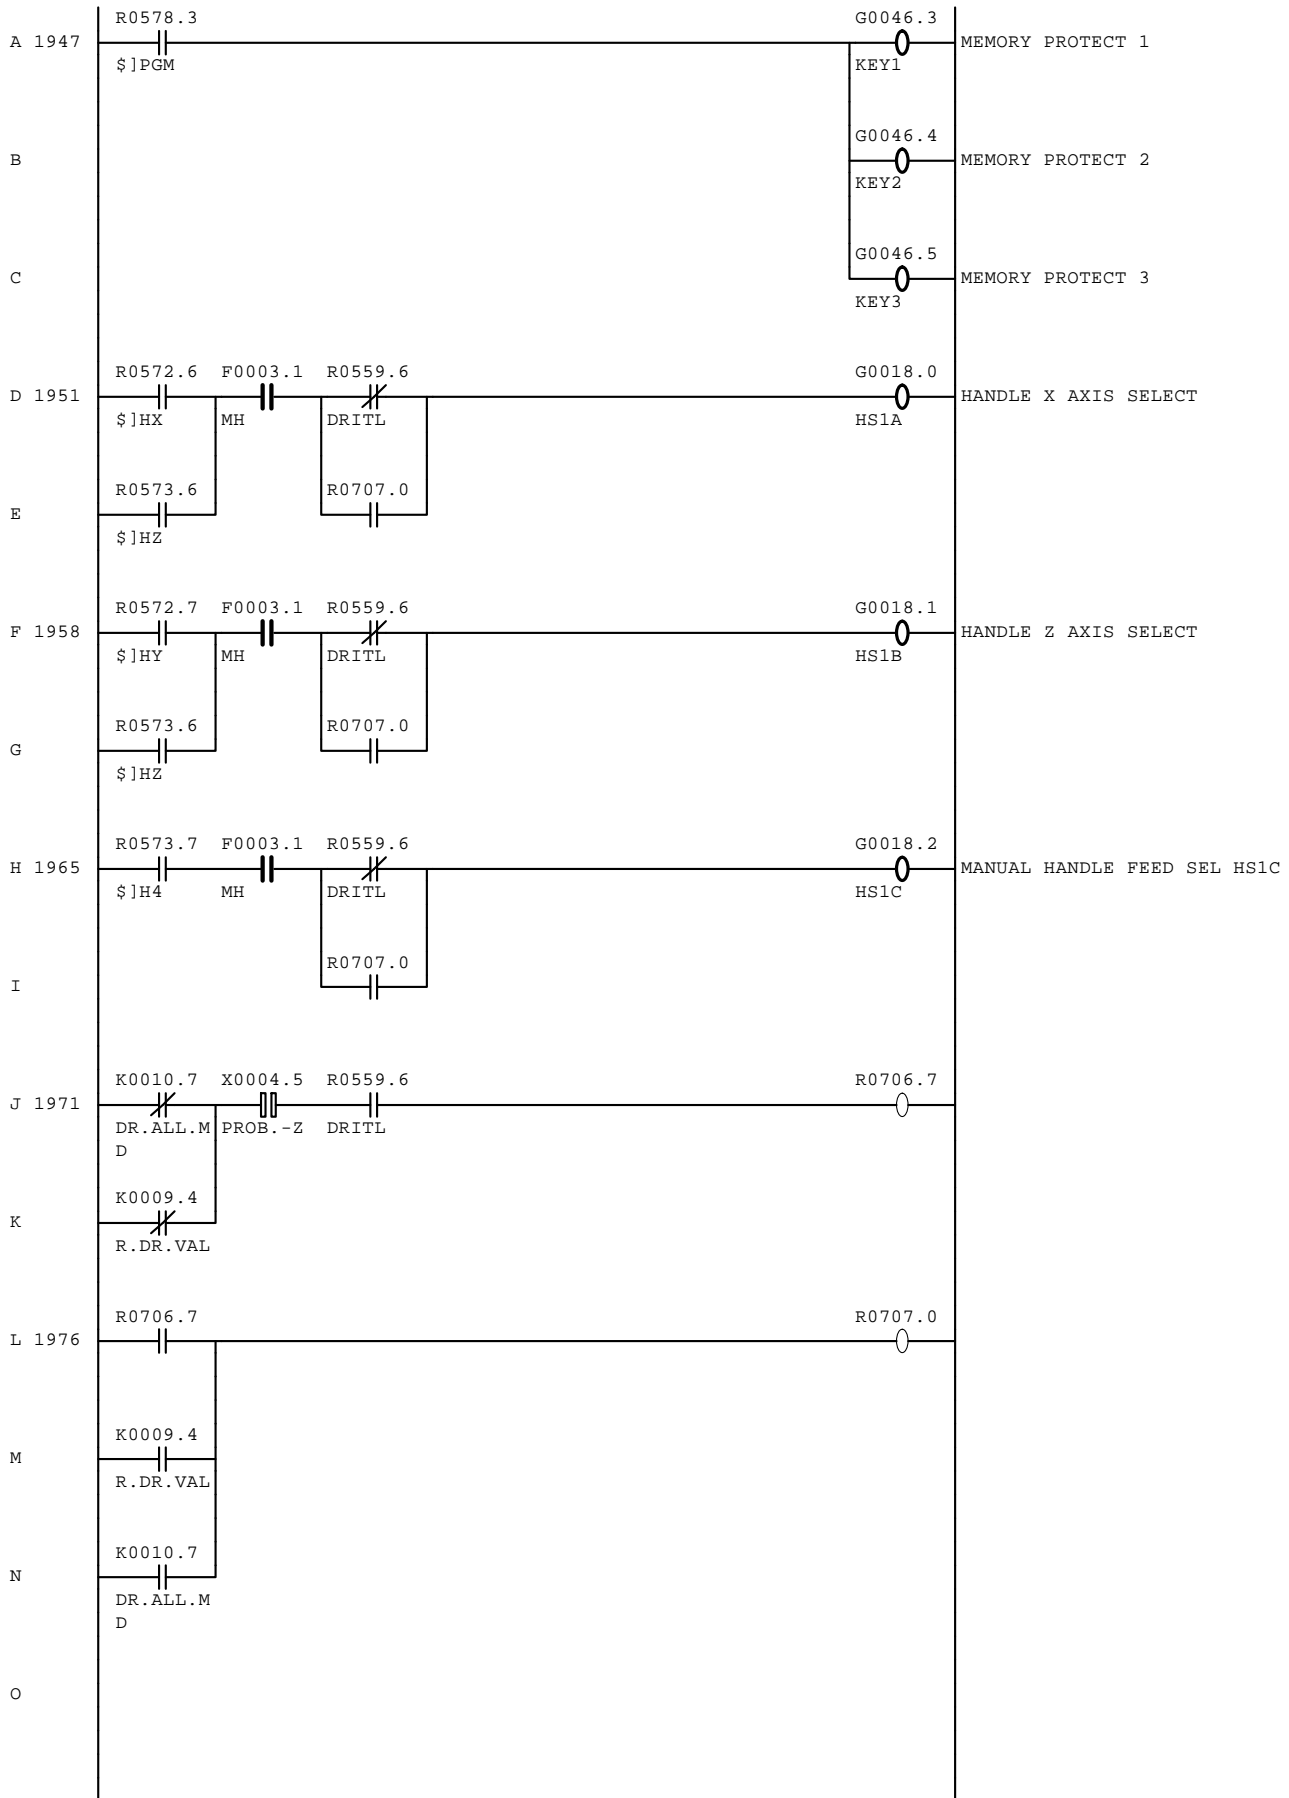 R0578.3 G0046.3
A 1947 MEMORY PROTECT 1
$]PGM KEY1
G0046.4
B MEMORY PROTECT 2
KEY2
G0046.5
C MEMORY PROTECT 3
KEY3
R0572.6 F0003.1 R0559.6 G0018.0
D 1951 HANDLE X AXIS SELECT
$]HX MH DRITL HS1A
R0573.6 R0707.0
E
$]HZ
R0572.7 F0003.1 R0559.6 G0018.1
F 1958 HANDLE Z AXIS SELECT
$]HY MH DRITL HS1B
R0573.6 R0707.0
G
$]HZ
R0573.7 F0003.1 R0559.6 G0018.2
H 1965 MANUAL HANDLE FEED SEL HS1C
$]H4 MH DRITL HS1C
R0707.0
I
K0010.7 X0004.5 R0559.6 R0706.7
J 1971
DR.ALL.M PROB.-Z DRITL
D
K0009.4
K
R.DR.VAL
R0706.7 R0707.0
L 1976
K0009.4
M
R.DR.VAL
K0010.7
N
DR.ALL.M
D
O